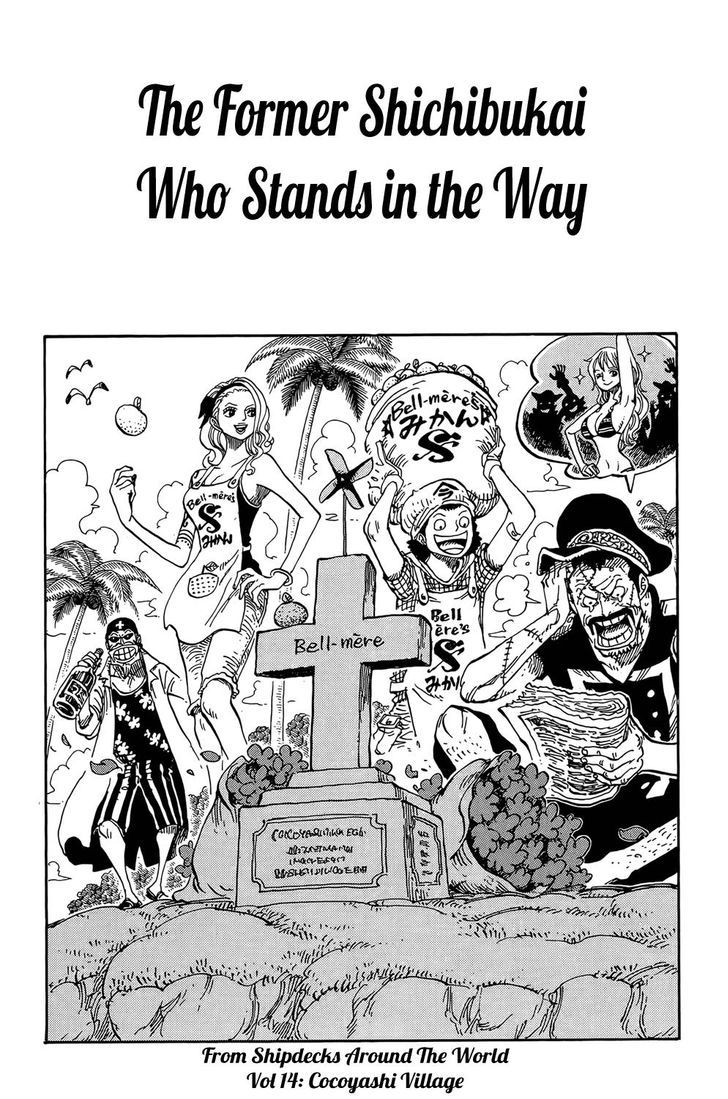 The Former Shichibukai
Who Stands in the Way
Bell-mère's
みかん
Bell-mère's
みかん
Bell
ère's
みかん
Bell-mère
From Shipdecks Around The World
Vol 14: Cocoyashi Village